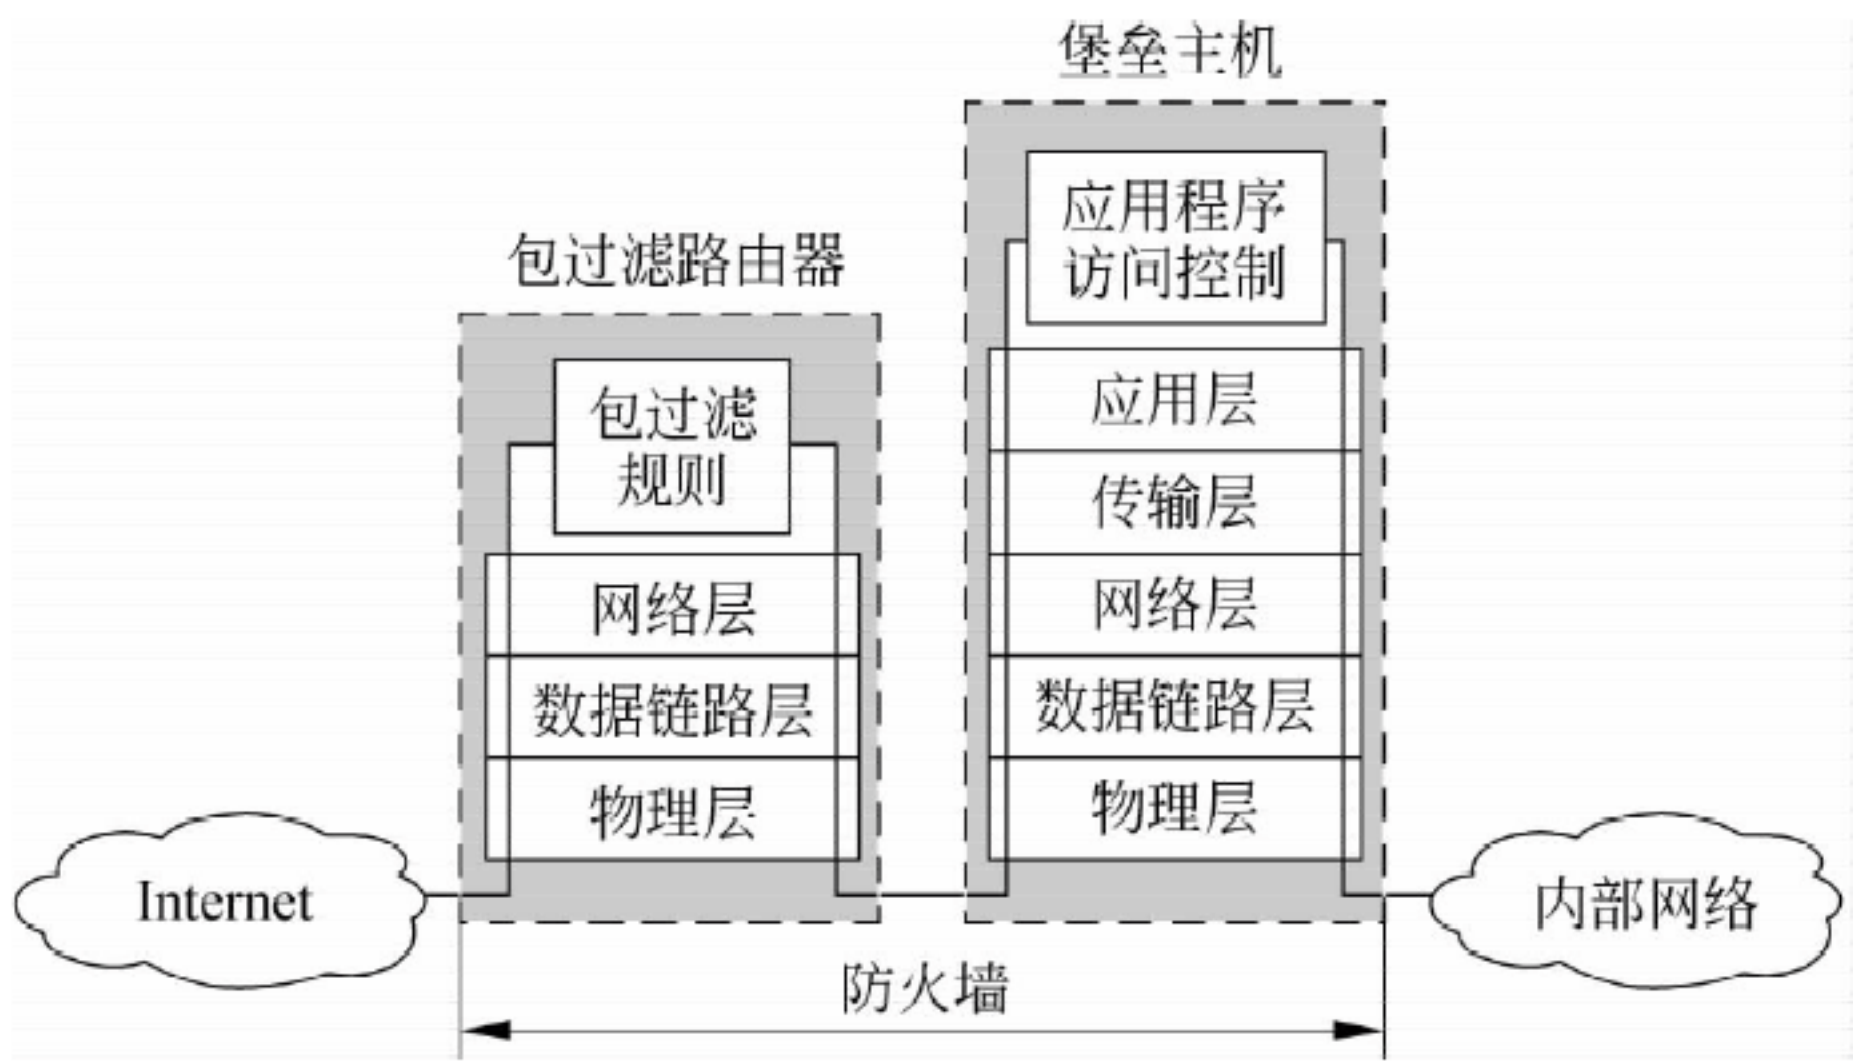 堡垒主机
应用程序
访问控制
包过滤路由器
包过滤
规则
应用层
传输层
网络层
网络层
数据链路层
数据链路层
物理层
物理层
Internet
内部网络
防火墙